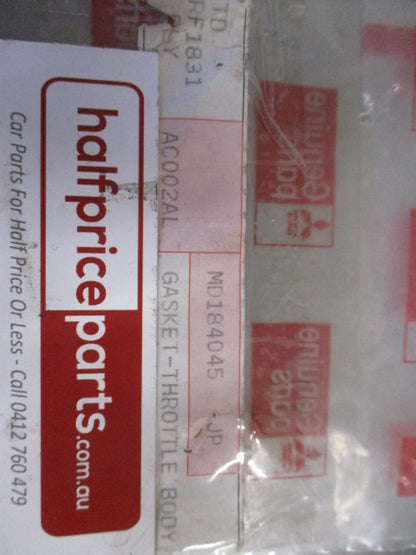 halfpriceparts.com.au
Car Parts For Half Price Or Less - Call 0412 760 479
TD
RF1831
AC002AL
MD184045 -JP
GASKET-THROTTLE BODY
Genuine
parts
Genuine
parts